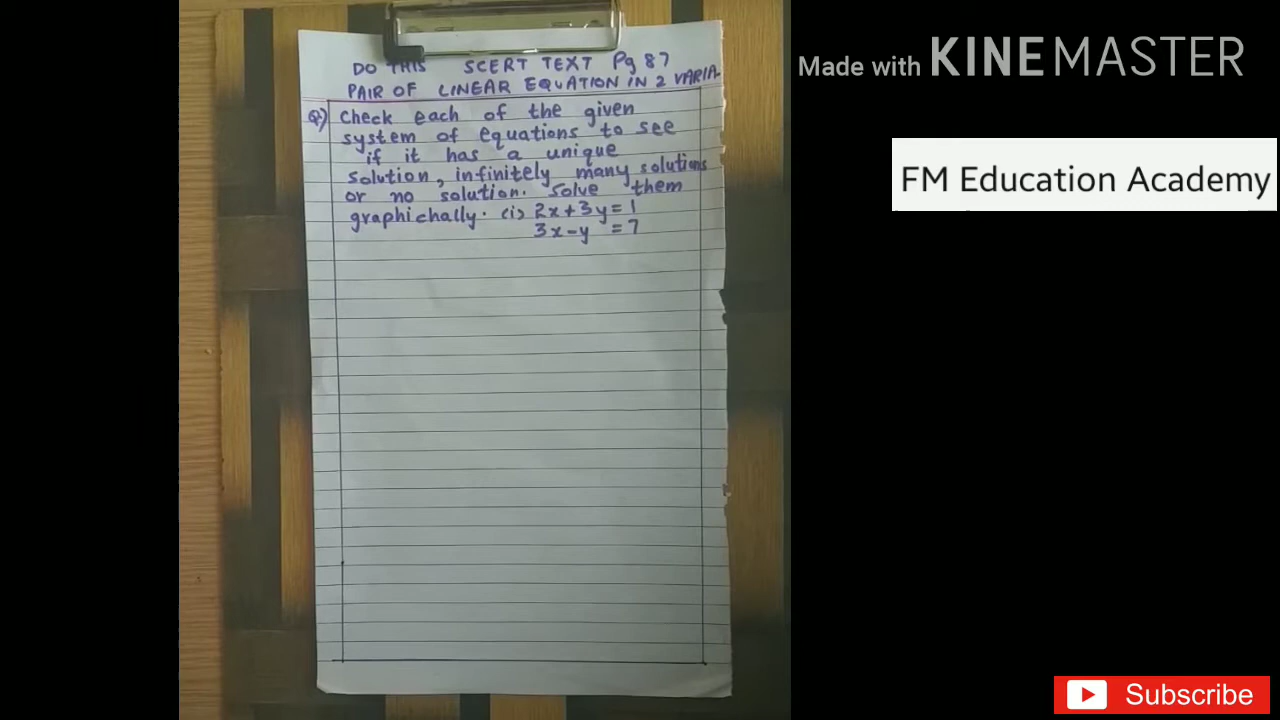 DO THIS SCERT TEXT Pg 87
PAIR OF LINEAR EQUATION IN 2 VARIA
Q) Check each of the given
system of equations to see
if it has a unique
solution, infinitely many solutions
or no solution. Solve them
graphichally. (i) 2x+3y=1
3x-y =7
Made with KINEMASTER
FM Education Academy
Subscribe